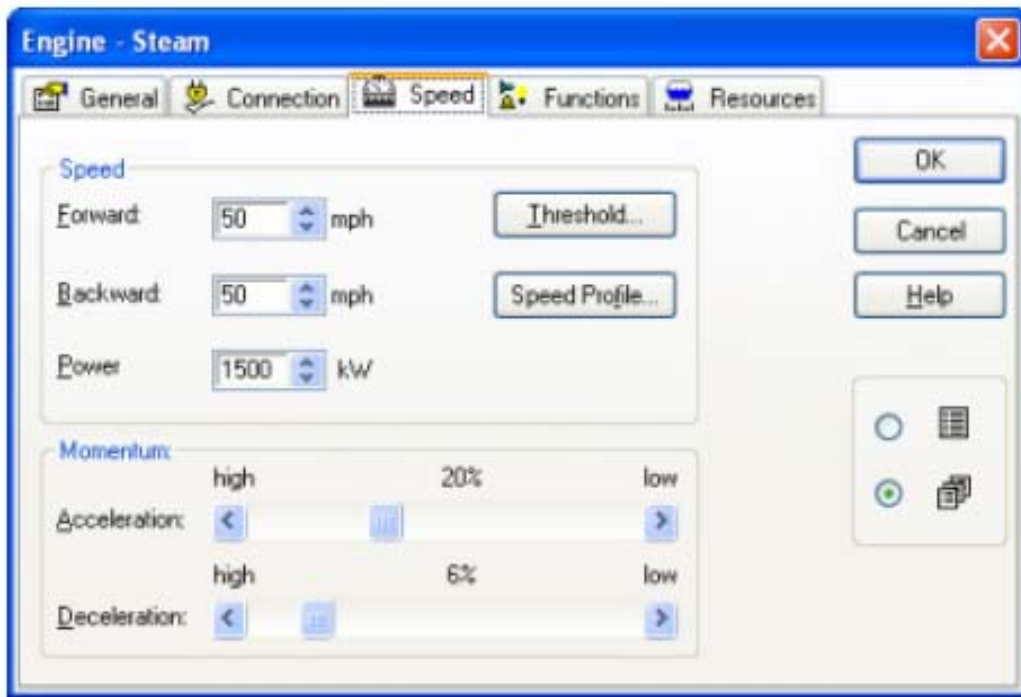 Engine - Steam
General Connection Speed Functions Resources
Speed
Forward: 50 mph Threshold...
Backward: 50 mph Speed Profile...
Power 1500 kW
OK
Cancel
Help
Momentum:
high 20% low
Acceleration:
high 6% low
Deceleration: